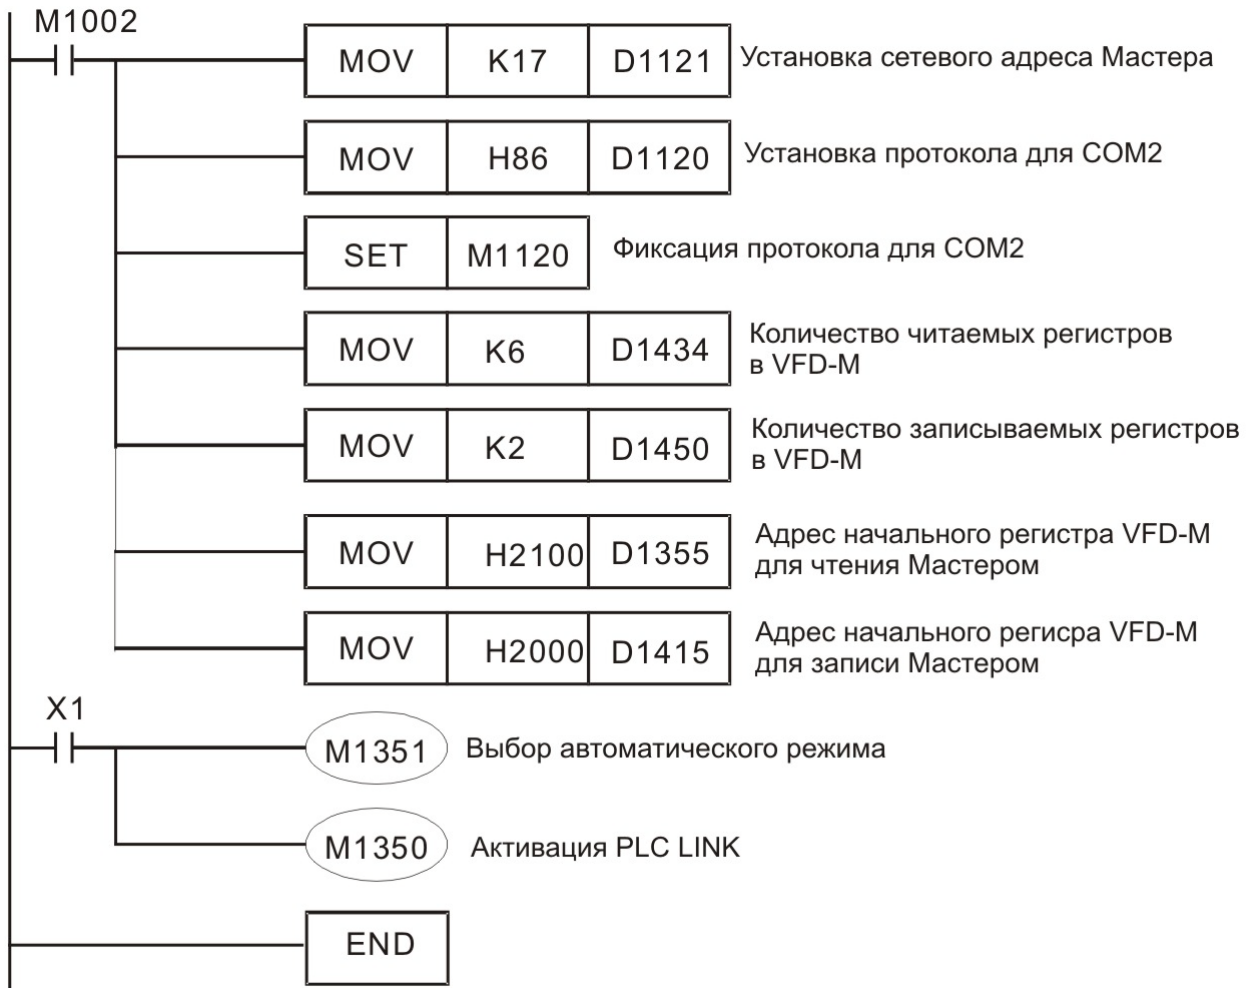 M1002
MOV K17 D1121 Установка сетевого адреса Мастера
MOV H86 D1120 Установка протокола для COM2
SET M1120 Фиксация протокола для COM2
MOV K6 D1434 Количество читаемых регистров
в VFD-M
MOV K2 D1450 Количество записываемых регистров
в VFD-M
MOV H2100 D1355 Адрес начального регистра VFD-M
для чтения Мастером
MOV H2000 D1415 Адрес начального регисра VFD-M
для записи Мастером
X1
M1351 Выбор автоматического режима
M1350 Активация PLC LINK
END